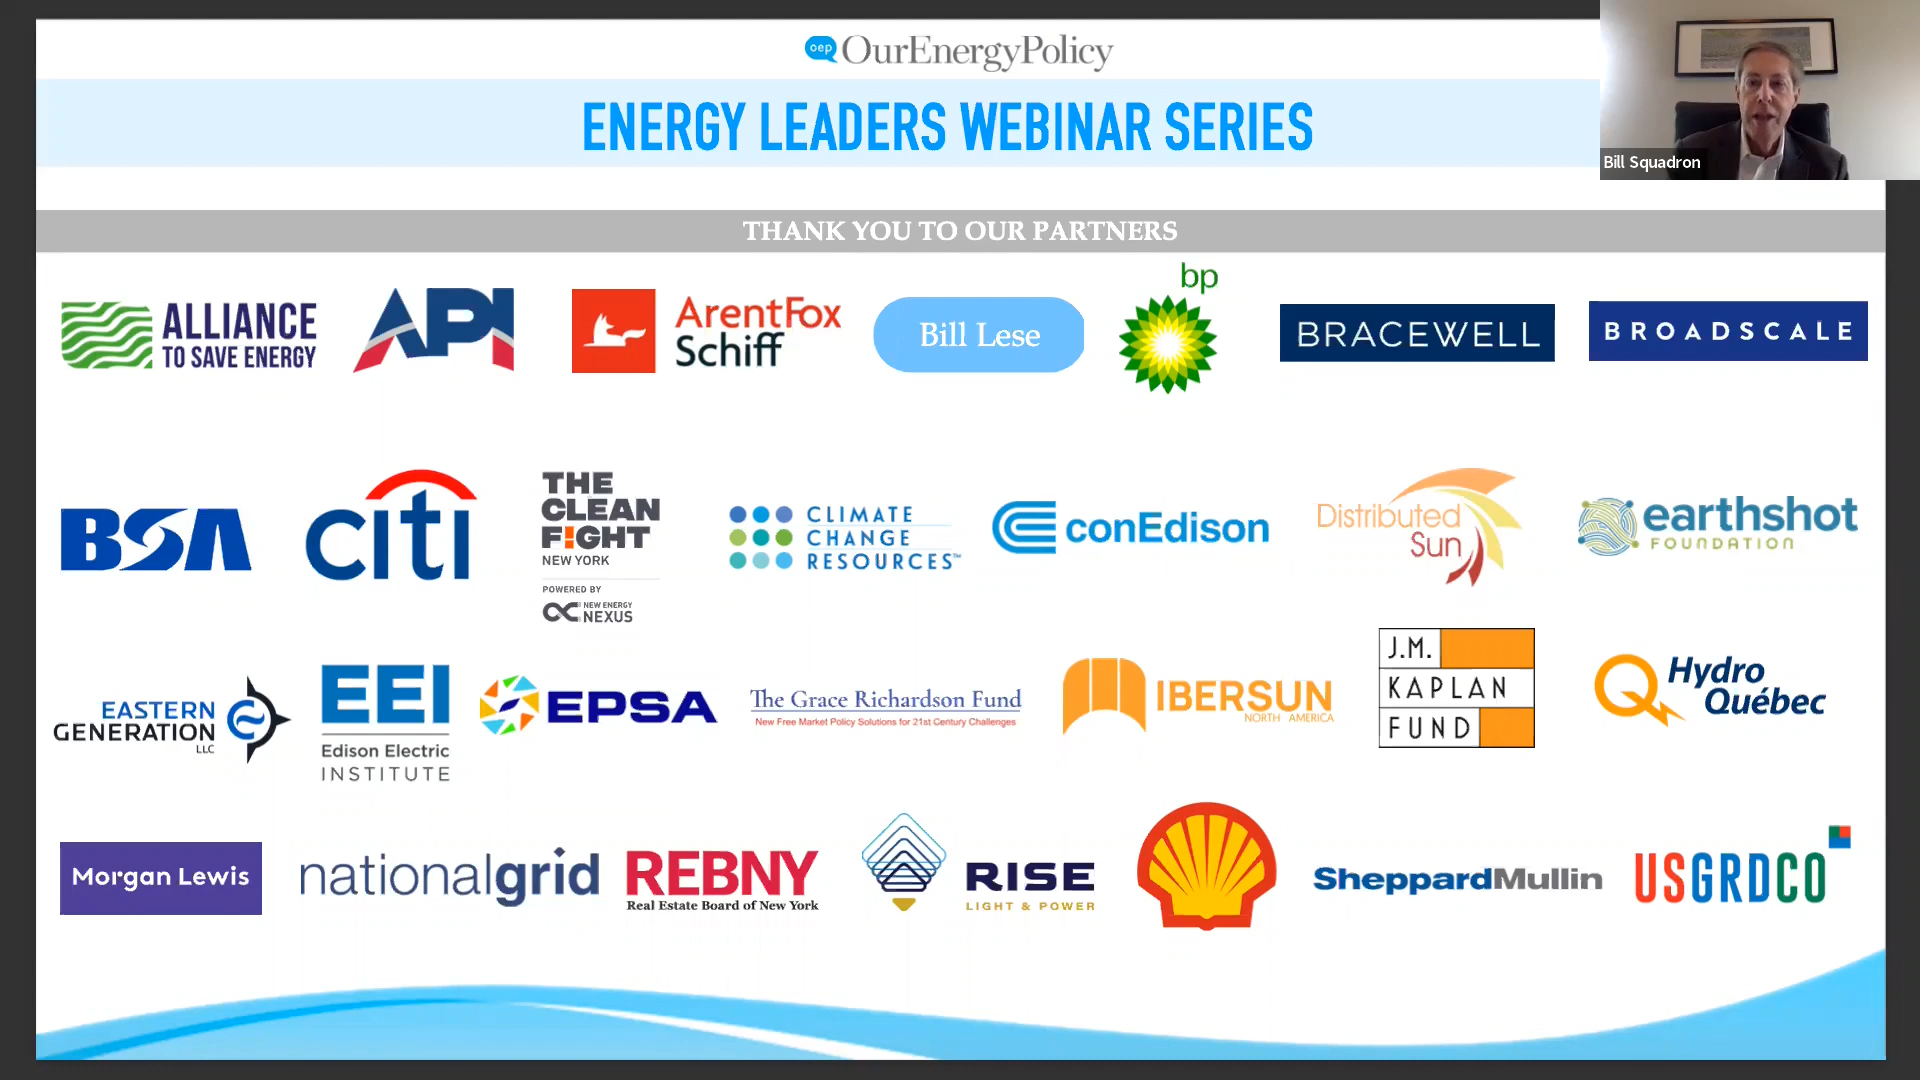 oep OurEnergyPolicy
ENERGY LEADERS WEBINAR SERIES
Bill Squadron
THANK YOU TO OUR PARTNERS
ALLIANCE
TO SAVE ENERGY
API
ArentFox
Schiff
Bill Lese
bp
BRACEWELL
BROADSCALE
BSA
citi
THE
CLEAN
F!GHT
NEW YORK
POWERED BY
NEW ENERGY
NEXUS
CLIMATE
CHANGE
RESOURCES™
conEdison
Distributed
Sun
earthshot
FOUNDATION
EASTERN
GENERATION
LLC
EEI
Edison Electric
INSTITUTE
EPSA
The Grace Richardson Fund
New Free Market Policy Solutions for 21st Century Challenges
IBERSUN
NORTH AMERICA
J.M.
KAPLAN
FUND
Hydro
Québec
Morgan Lewis
nationalgrid
REBNY
Real Estate Board of New York
RISE
LIGHT & POWER
SheppardMullin
USGRDCO